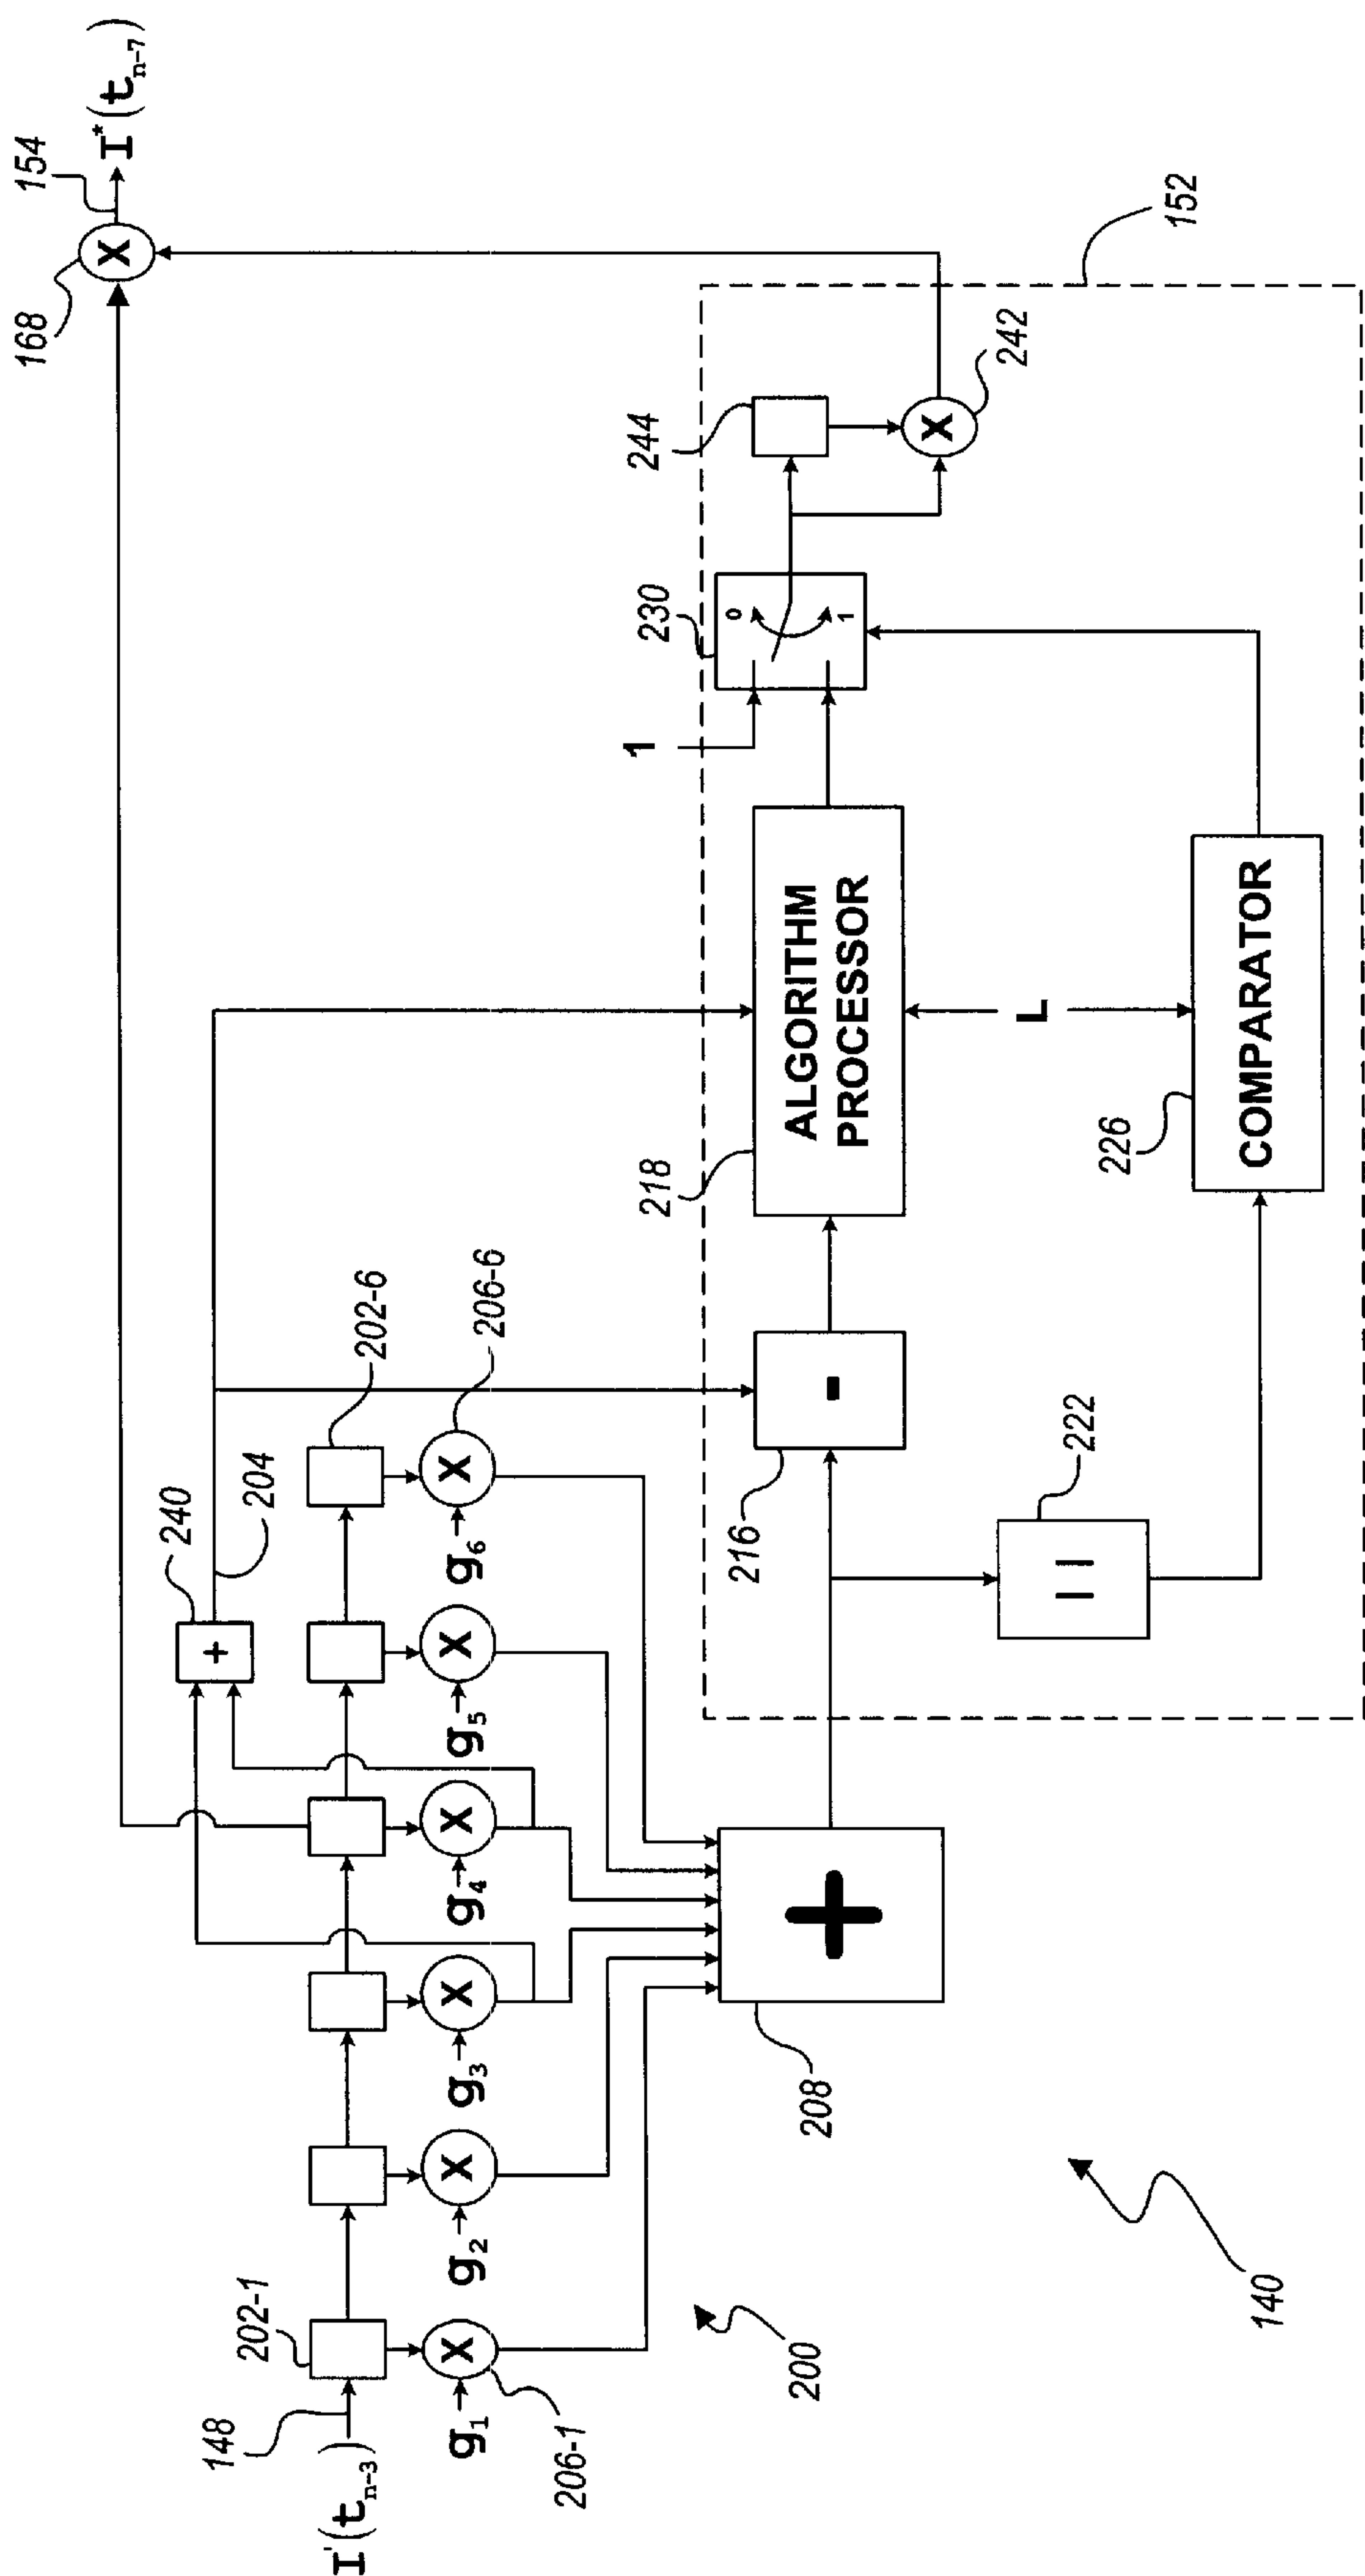 I'(tn-3)
148
202-1
g1
206-1
g2
g3
g4
g5
g6
X
X
X
X
X
X
202-6
206-6
240
+
204
168
X
154
I*(tn-7)
200
208
+
140
152
216
-
222
| |
218
ALGORITHM
PROCESSOR
L
226
COMPARATOR
1
230
0
1
244
X
242